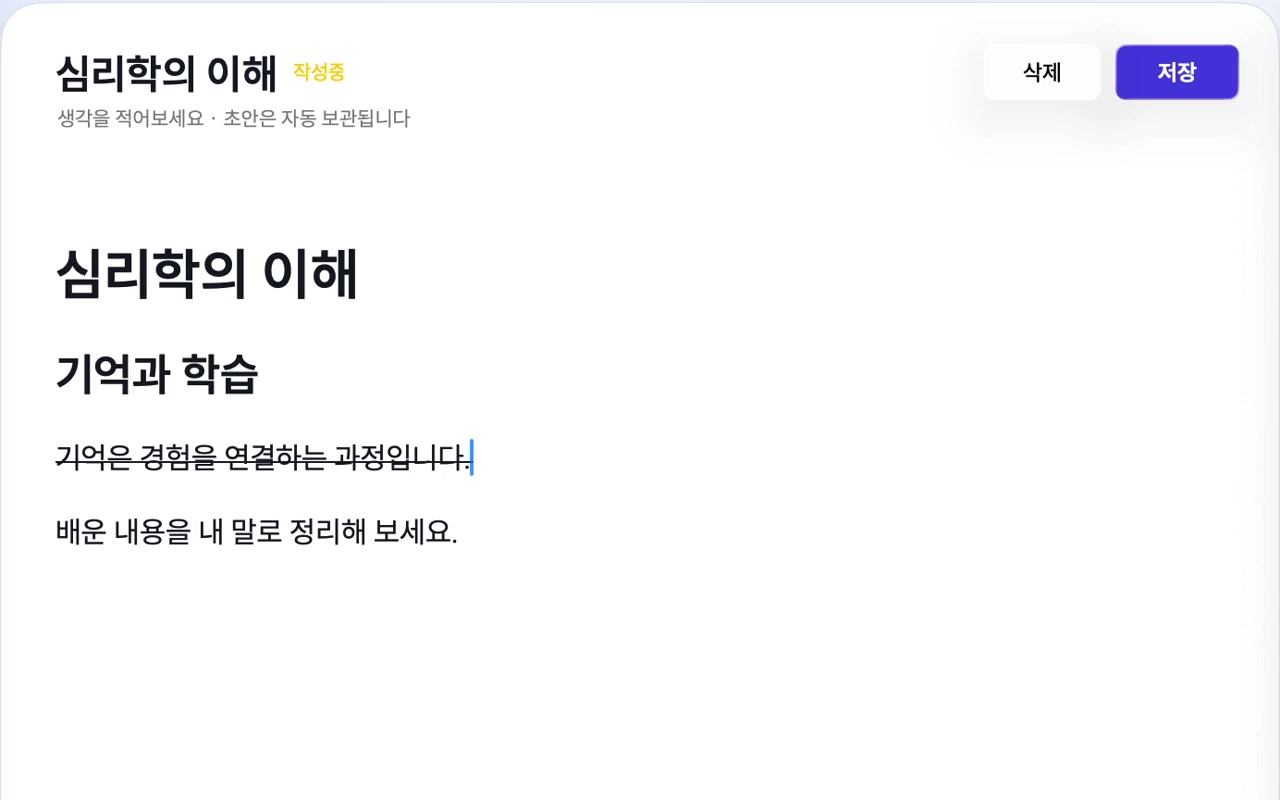 심리학의 이해 작성중
삭제 저장
생각을 적어보세요 · 초안은 자동 보관됩니다
심리학의 이해
기억과 학습
기억은 경험을 연결하는 과정입니다.
배운 내용을 내 말로 정리해 보세요.